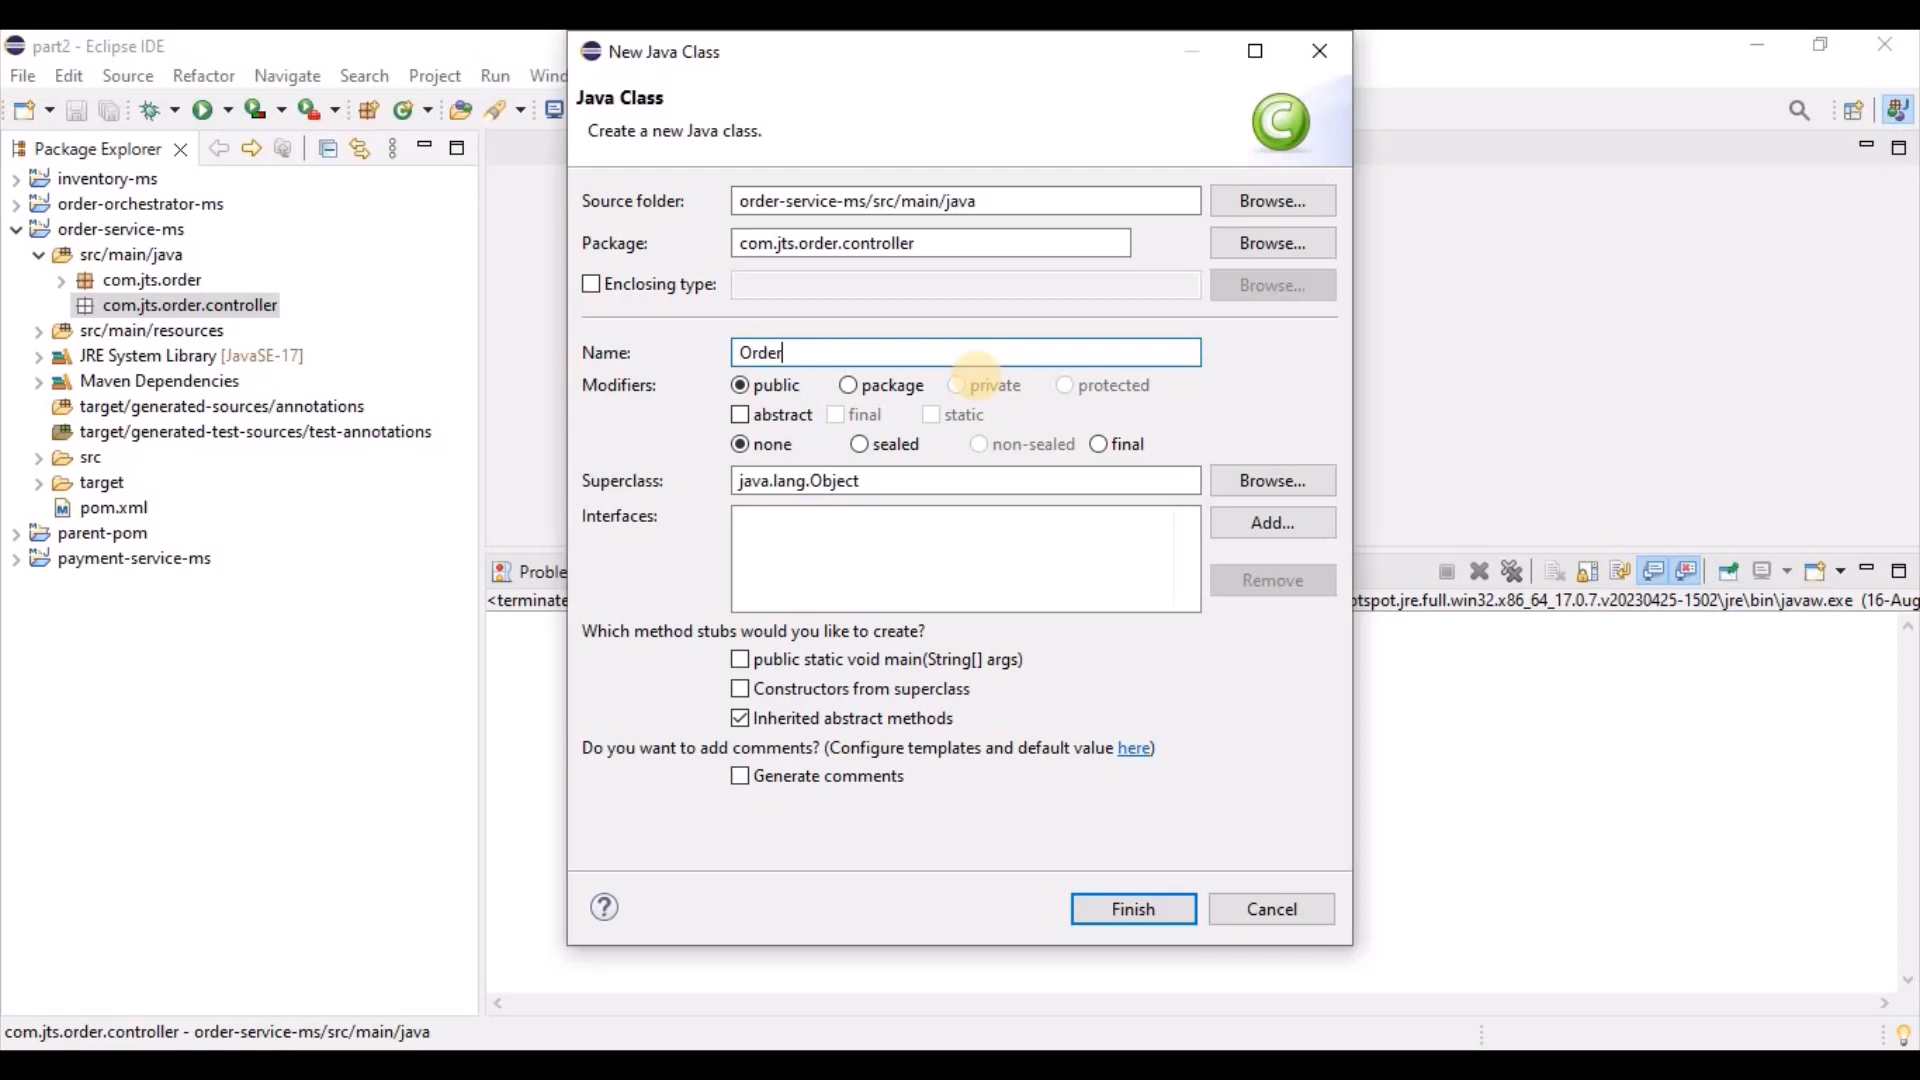 part2 - Eclipse IDE
File Edit Source Refactor Navigate Search Project Run Wind
Package Explorer
inventory-ms
order-orchestrator-ms
order-service-ms
src/main/java
com.jts.order
com.jts.order.controller
src/main/resources
JRE System Library [JavaSE-17]
Maven Dependencies
target/generated-sources/annotations
target/generated-test-sources/test-annotations
src
target
pom.xml
parent-pom
payment-service-ms
New Java Class
Java Class
Create a new Java class.
Source folder: order-service-ms/src/main/java Browse...
Package: com.jts.order.controller Browse...
Enclosing type: Browse...
Name: Order
Modifiers: public package private protected
abstract final static
none sealed non-sealed final
Superclass: java.lang.Object Browse...
Interfaces: Add...
Remove
Which method stubs would you like to create?
public static void main(String[] args)
Constructors from superclass
Inherited abstract methods
Do you want to add comments? (Configure templates and default value here)
Generate comments
Finish Cancel
Proble
<terminate otspot.jre.full.win32.x86_64_17.0.7.v20230425-1502\jre\bin\javaw.exe (16-Aug
com.jts.order.controller - order-service-ms/src/main/java